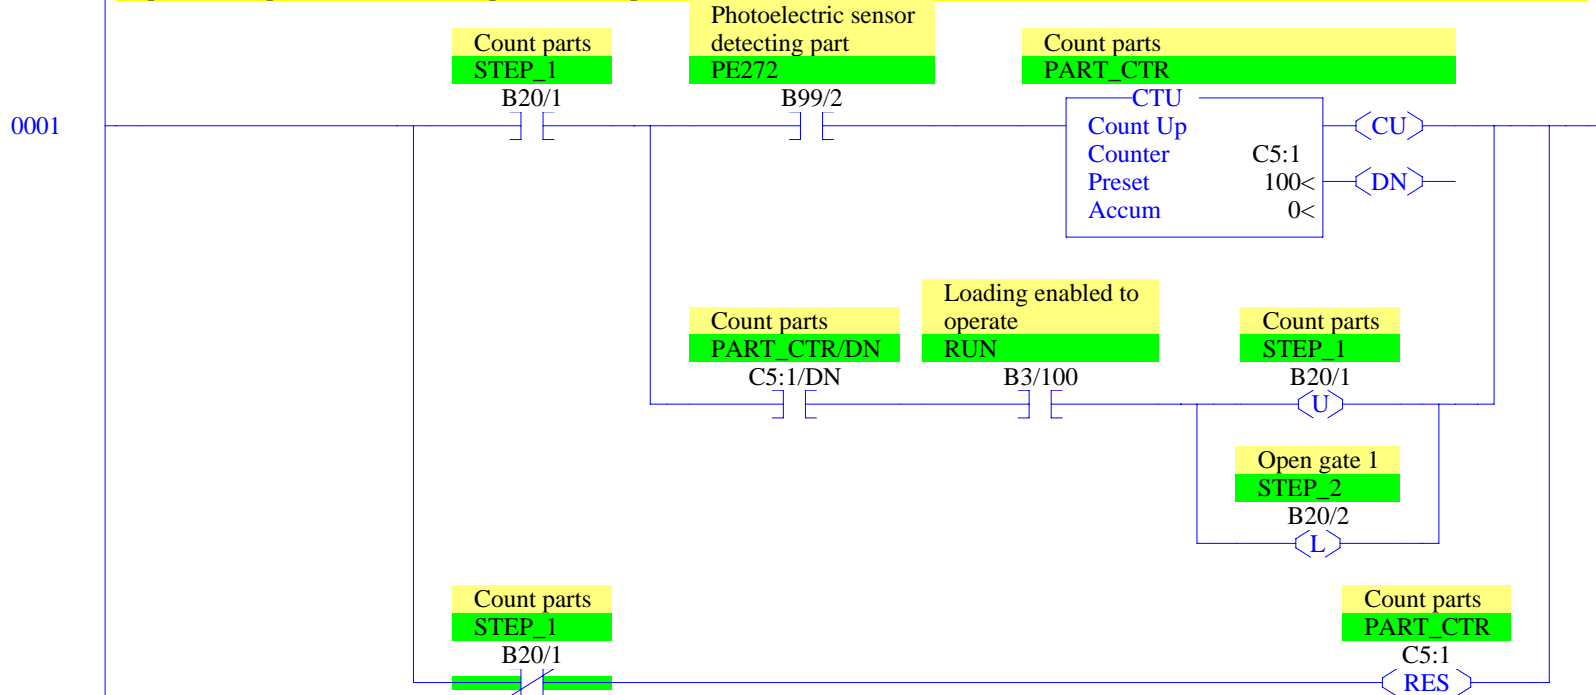 Photoelectric sensor
Count parts detecting part Count parts
STEP_1 PE272 PART_CTR
B20/1 B99/2 CTU
0001 Count Up CU
Counter C5:1
Preset 100< DN
Accum 0<
Loading enabled to
Count parts operate Count parts
PART_CTR/DN RUN STEP_1
C5:1/DN B3/100 B20/1
U
Open gate 1
STEP_2
B20/2
L
Count parts Count parts
STEP_1 PART_CTR
B20/1 C5:1
RES